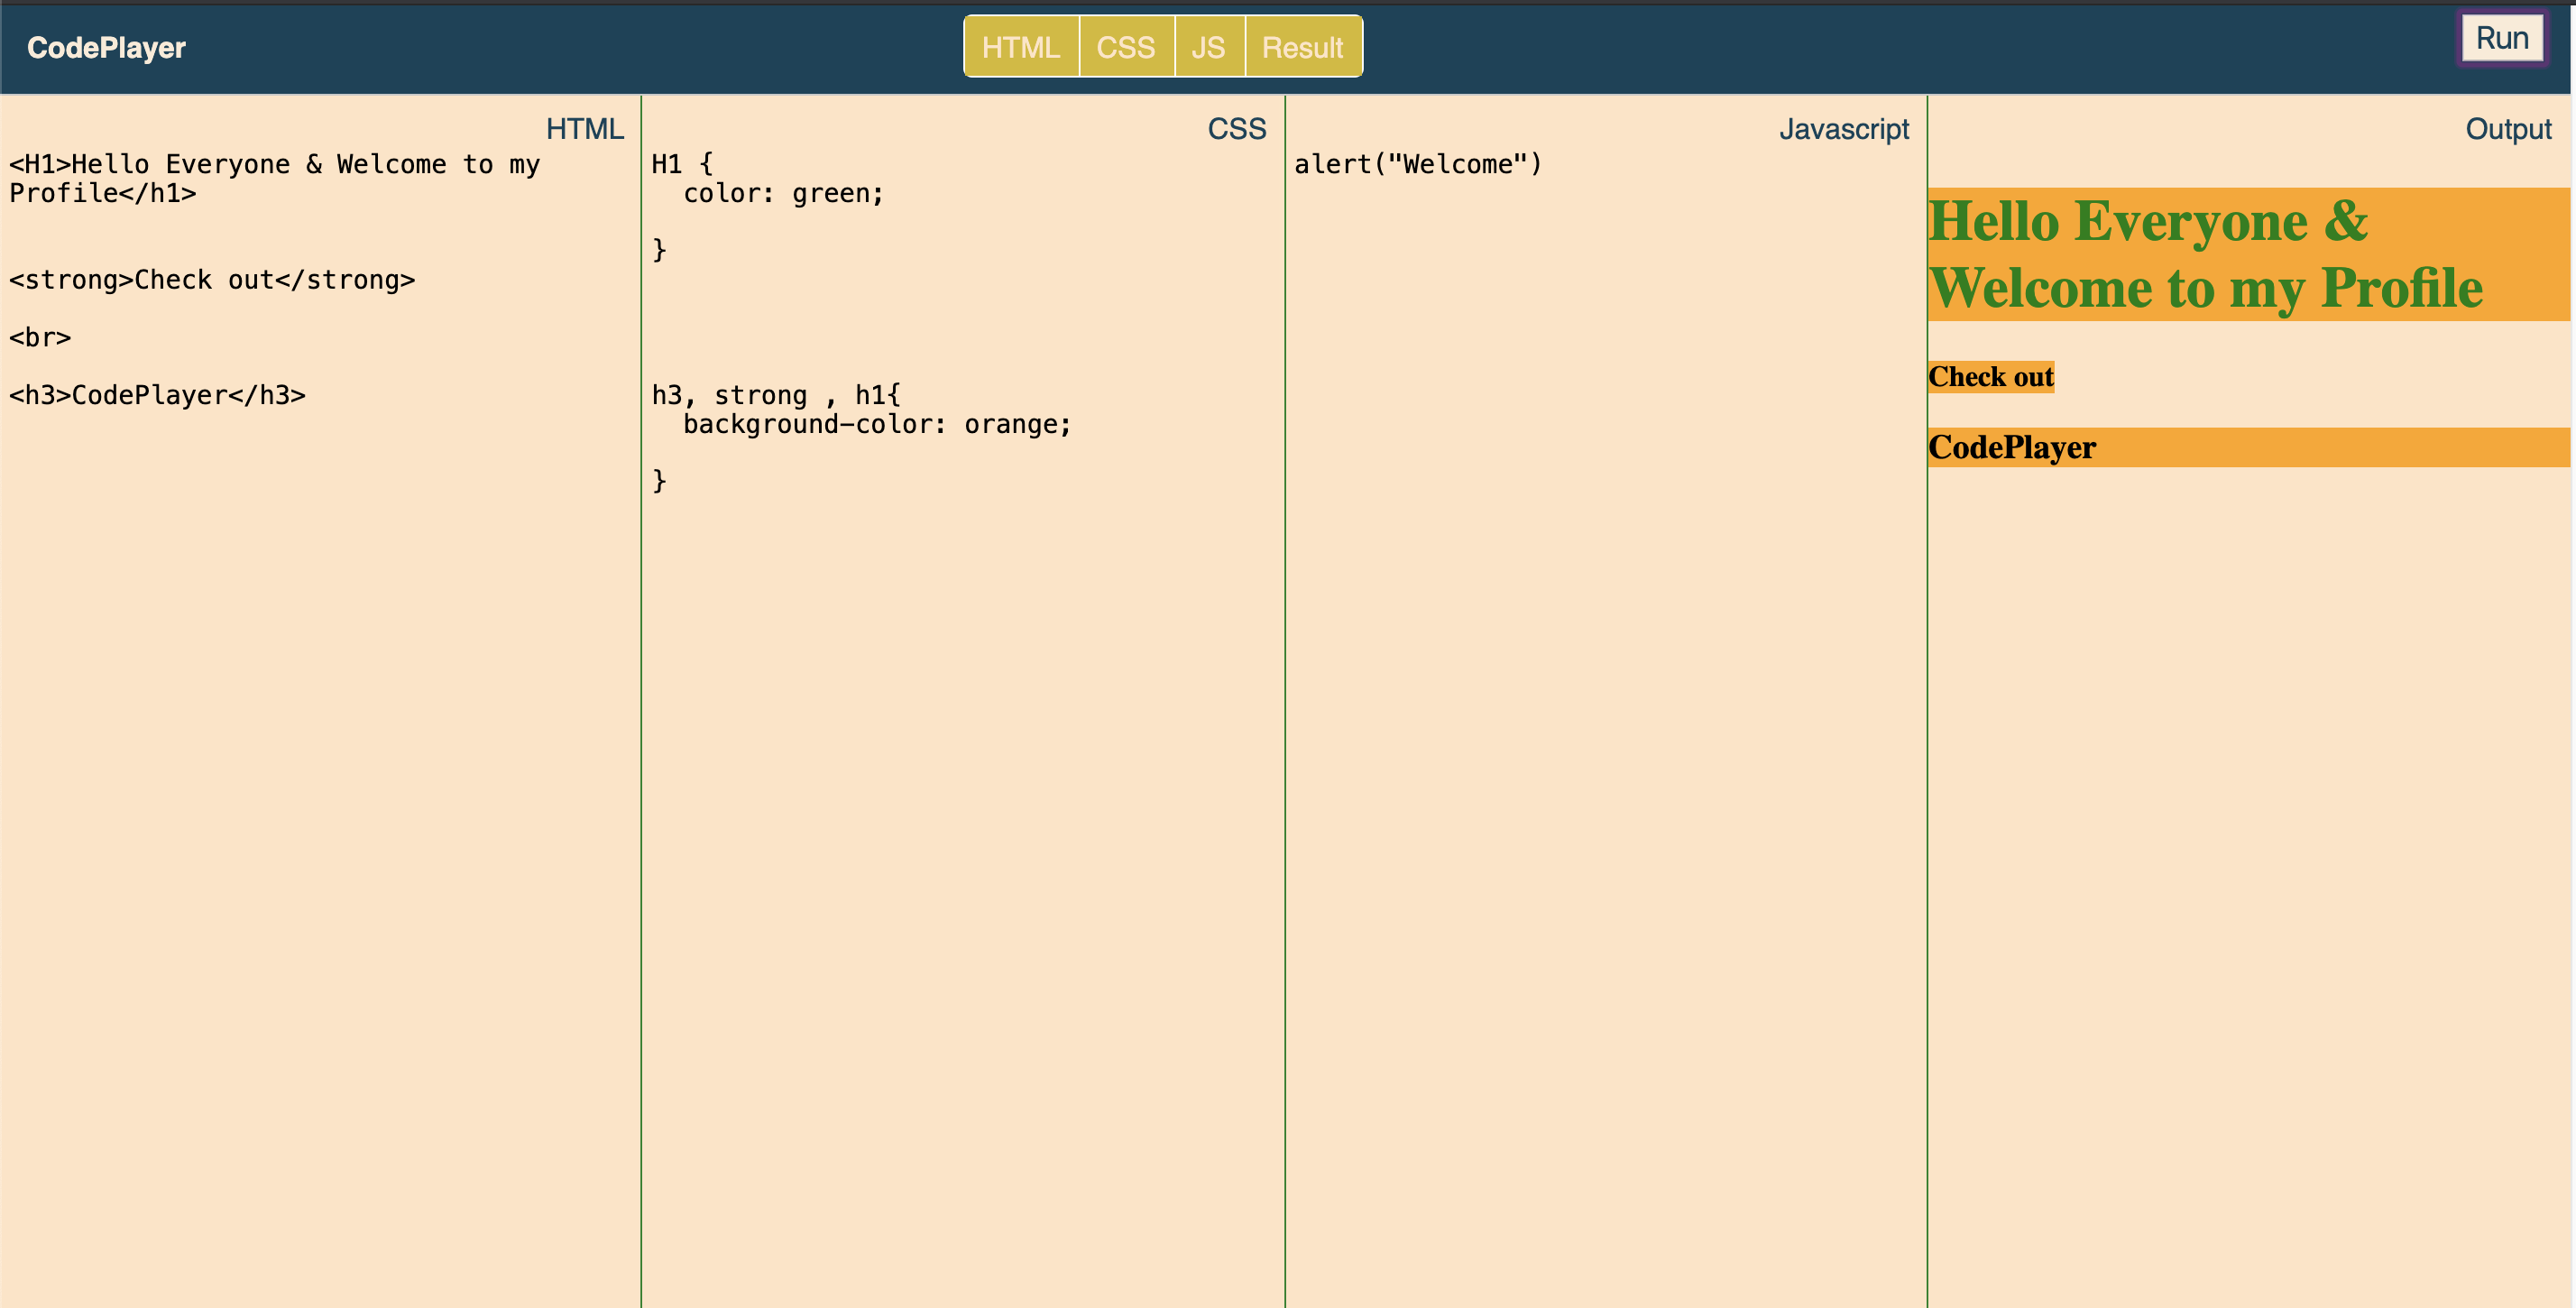 CodePlayer
HTML CSS JS Result
Run
HTML
<H1>Hello Everyone & Welcome to my
Profile</h1>
<strong>Check out</strong>
<br>
<h3>CodePlayer</h3>
CSS
H1 {
  color: green;
}
h3, strong , h1{
  background-color: orange;
}
Javascript
alert("Welcome")
Output
Hello Everyone &
Welcome to my Profile
Check out
CodePlayer